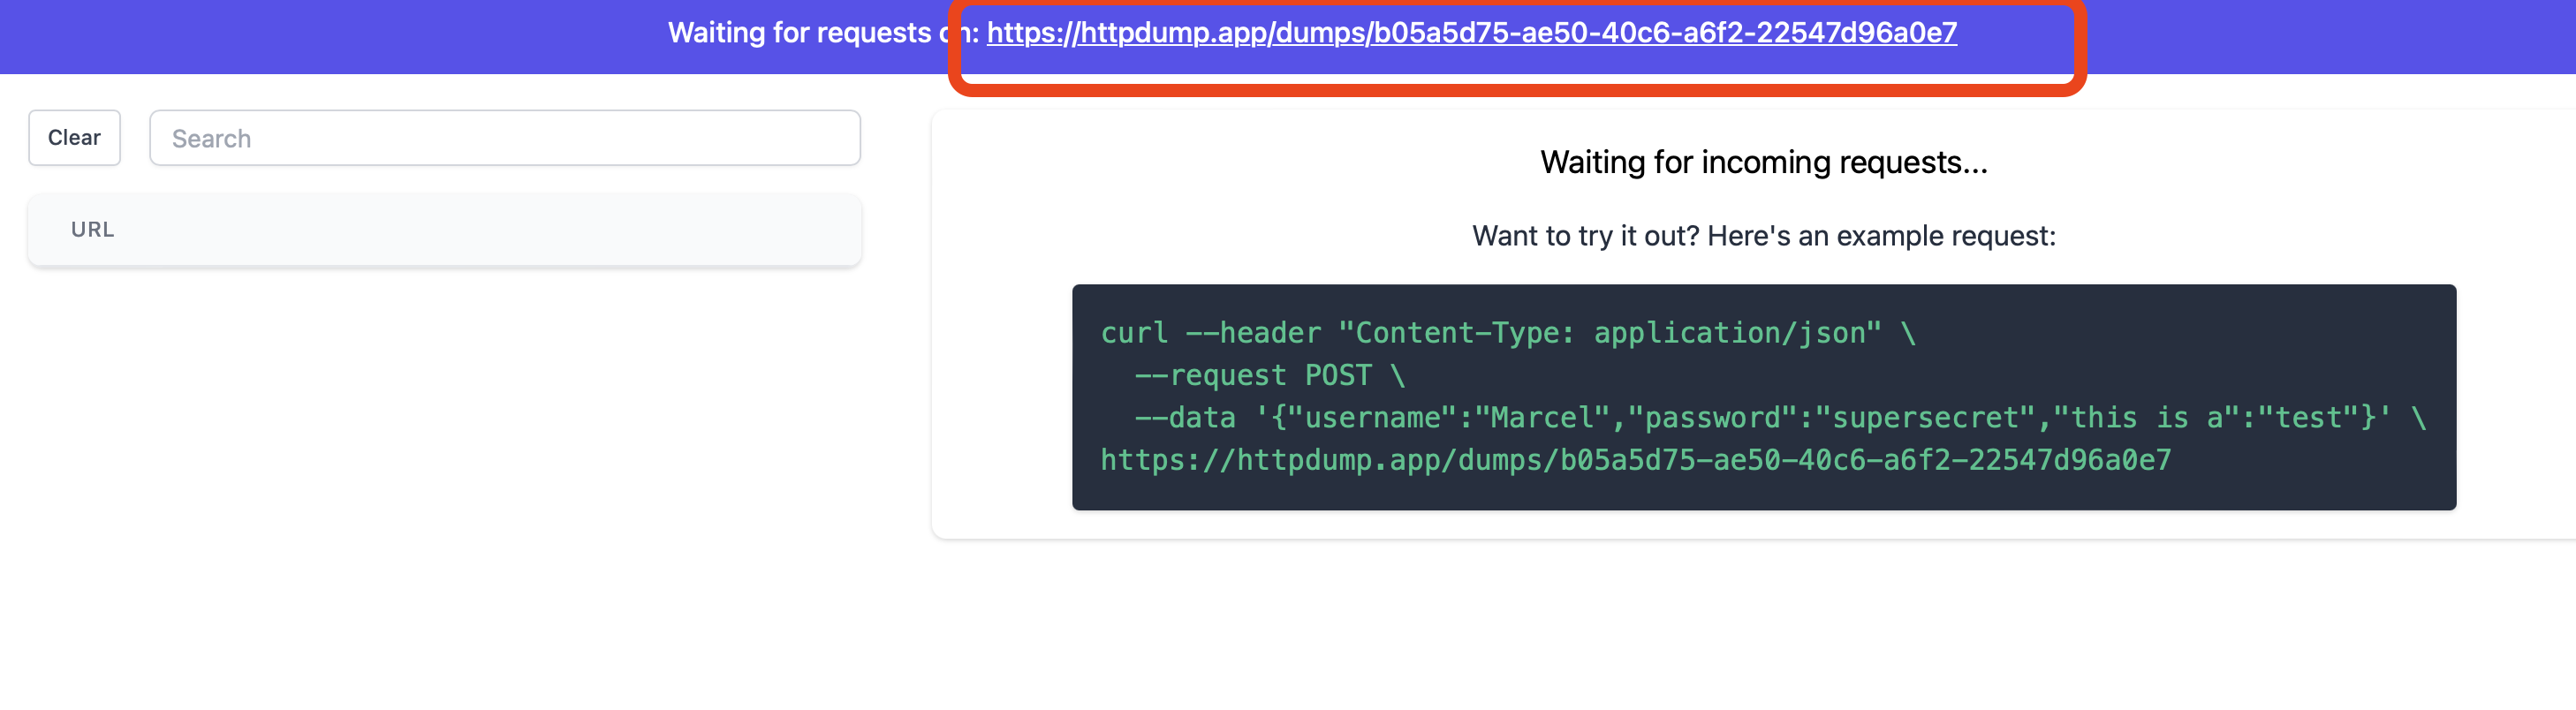 Waiting for requests on: https://httpdump.app/dumps/b05a5d75-ae50-40c6-a6f2-22547d96a0e7
Clear
Search
URL
Waiting for incoming requests...
Want to try it out? Here's an example request:
curl --header "Content-Type: application/json" \
  --request POST \
  --data '{"username":"Marcel","password":"supersecret","this is a":"test"}' \
https://httpdump.app/dumps/b05a5d75-ae50-40c6-a6f2-22547d96a0e7